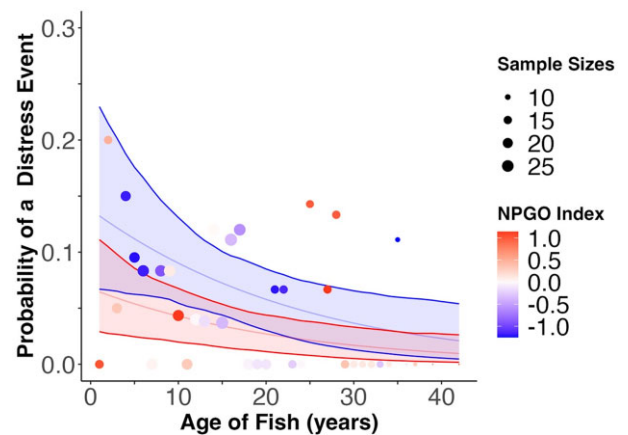 0.3
0.2
0.1
0.0
Probability of a Distress Event
0 10 20 30 40
Age of Fish (years)
Sample Sizes
10
15
20
25
NPGO Index
1.0
0.5
0.0
-0.5
-1.0